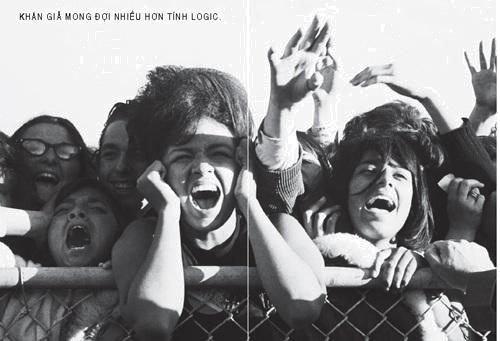 KHÁN GIẢ MONG ĐỢI NHIỀU HƠN TÍNH LOGIC.